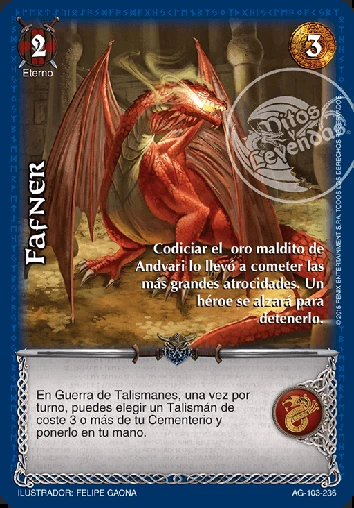 2
3
Eterno
Mitos y
Leyendas
FAFNER
Codiciar el oro maldito de
Andvari lo llevó a cometer las
más grandes atrocidades. Un
héroe se alzará para
detenerlo.
En Guerra de Talismanes, una vez por
turno, puedes elegir un Talismán de
coste 3 o más de tu Cementerio y
ponerlo en tu mano.
ILUSTRADOR: FELIPE GAONA
AG-103-236